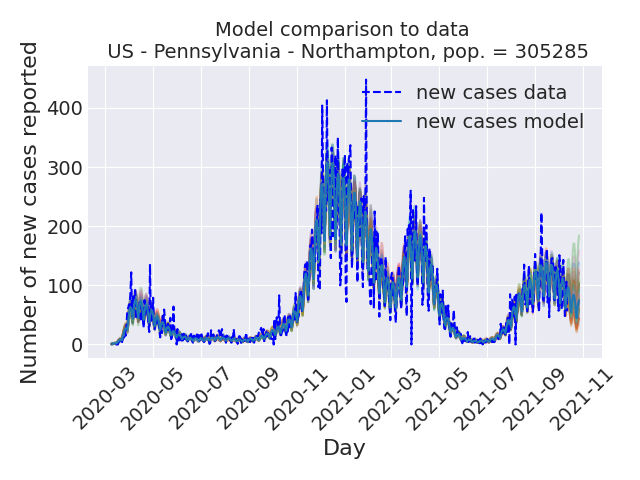 Model comparison to data
US - Pennsylvania - Northampton, pop. = 305285
Number of new cases reported
400
300
200
100
0
new cases data
new cases model
2020-03
2020-05
2020-07
2020-09
2020-11
2021-01
2021-03
2021-05
2021-07
2021-09
2021-11
Day